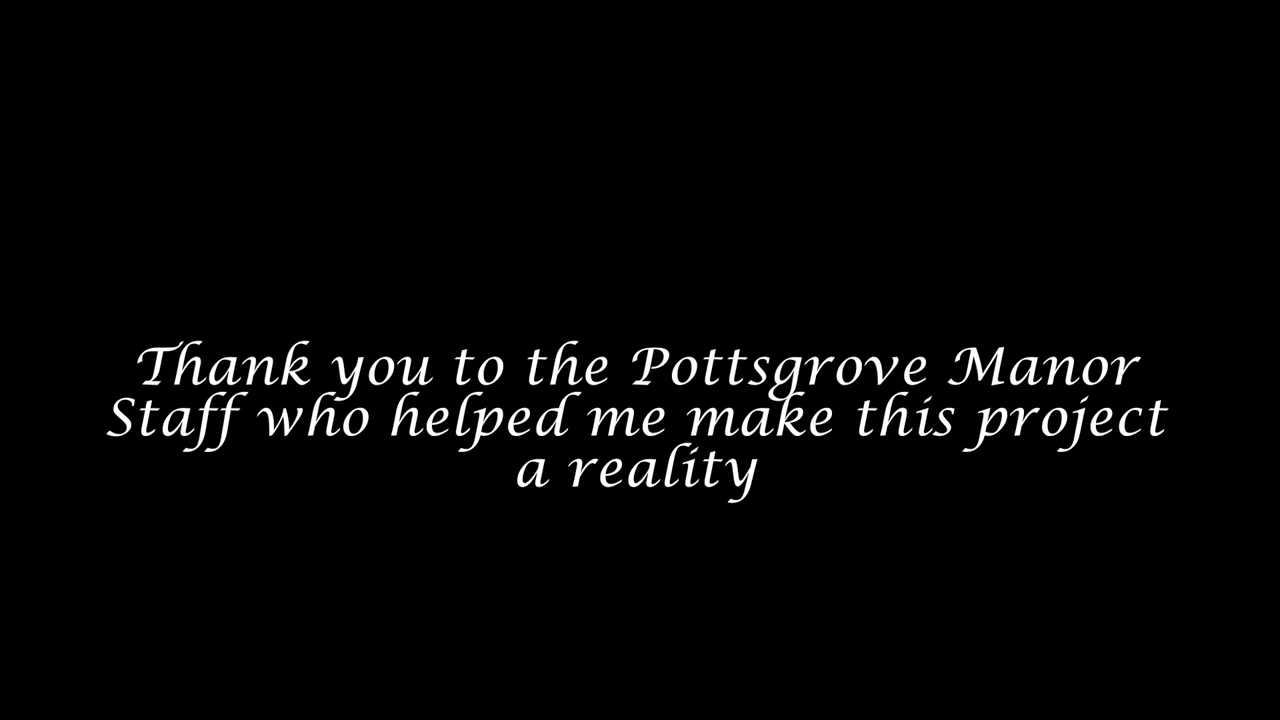 Thank you to the Pottsgrove Manor
Staff who helped me make this project
a reality